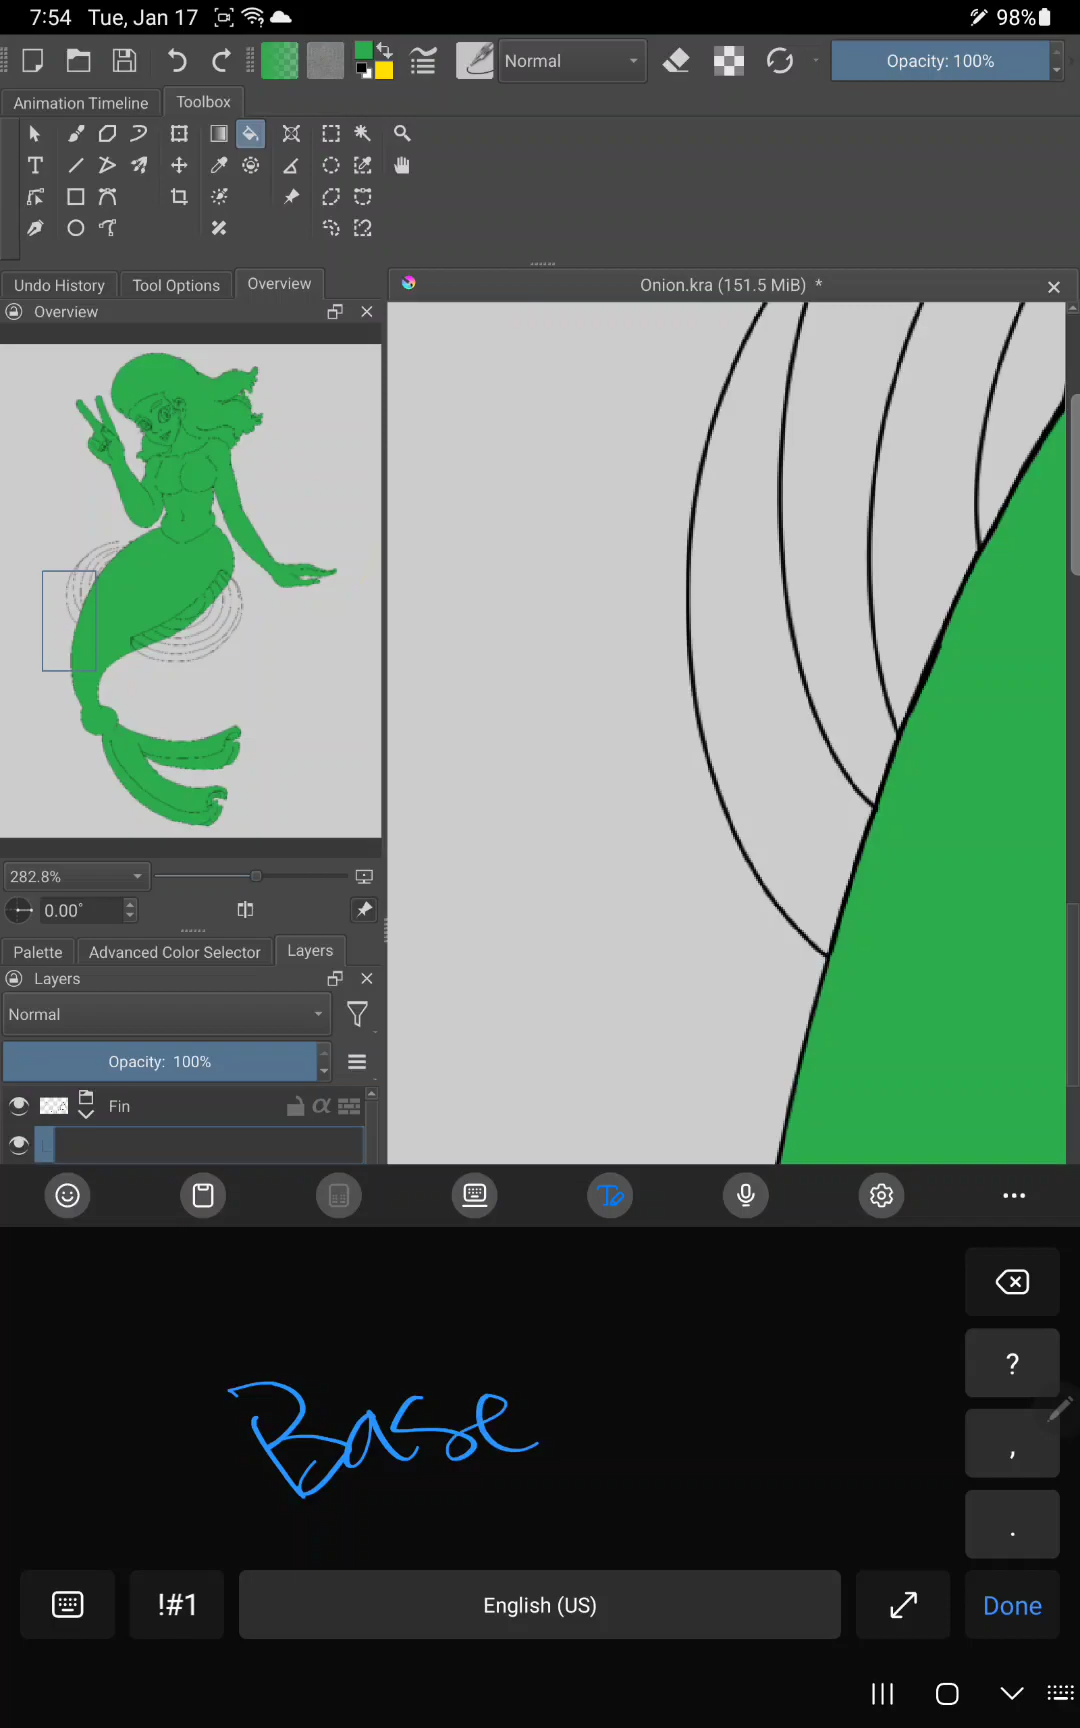 7:54 Tue, Jan 17 98%
Normal Opacity: 100%
Animation Timeline Toolbox
T
Undo History Tool Options Overview
Onion.kra (151.5 MiB) *
Overview
282.8%
0.00°
Palette Advanced Color Selector Layers
Layers
Normal
Opacity: 100%
Fin α
Base
?
,
.
!#1 English (US) Done